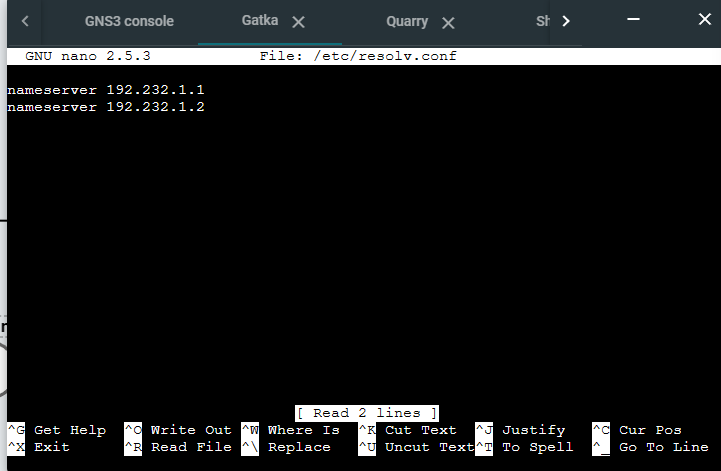 GNS3 console Gatka Quarry Sh
GNU nano 2.5.3 File: /etc/resolv.conf
nameserver 192.232.1.1
nameserver 192.232.1.2
[ Read 2 lines ]
^G Get Help ^O Write Out ^W Where Is ^K Cut Text ^J Justify ^C Cur Pos
^X Exit ^R Read File ^\ Replace ^U Uncut Text ^T To Spell ^_ Go To Line